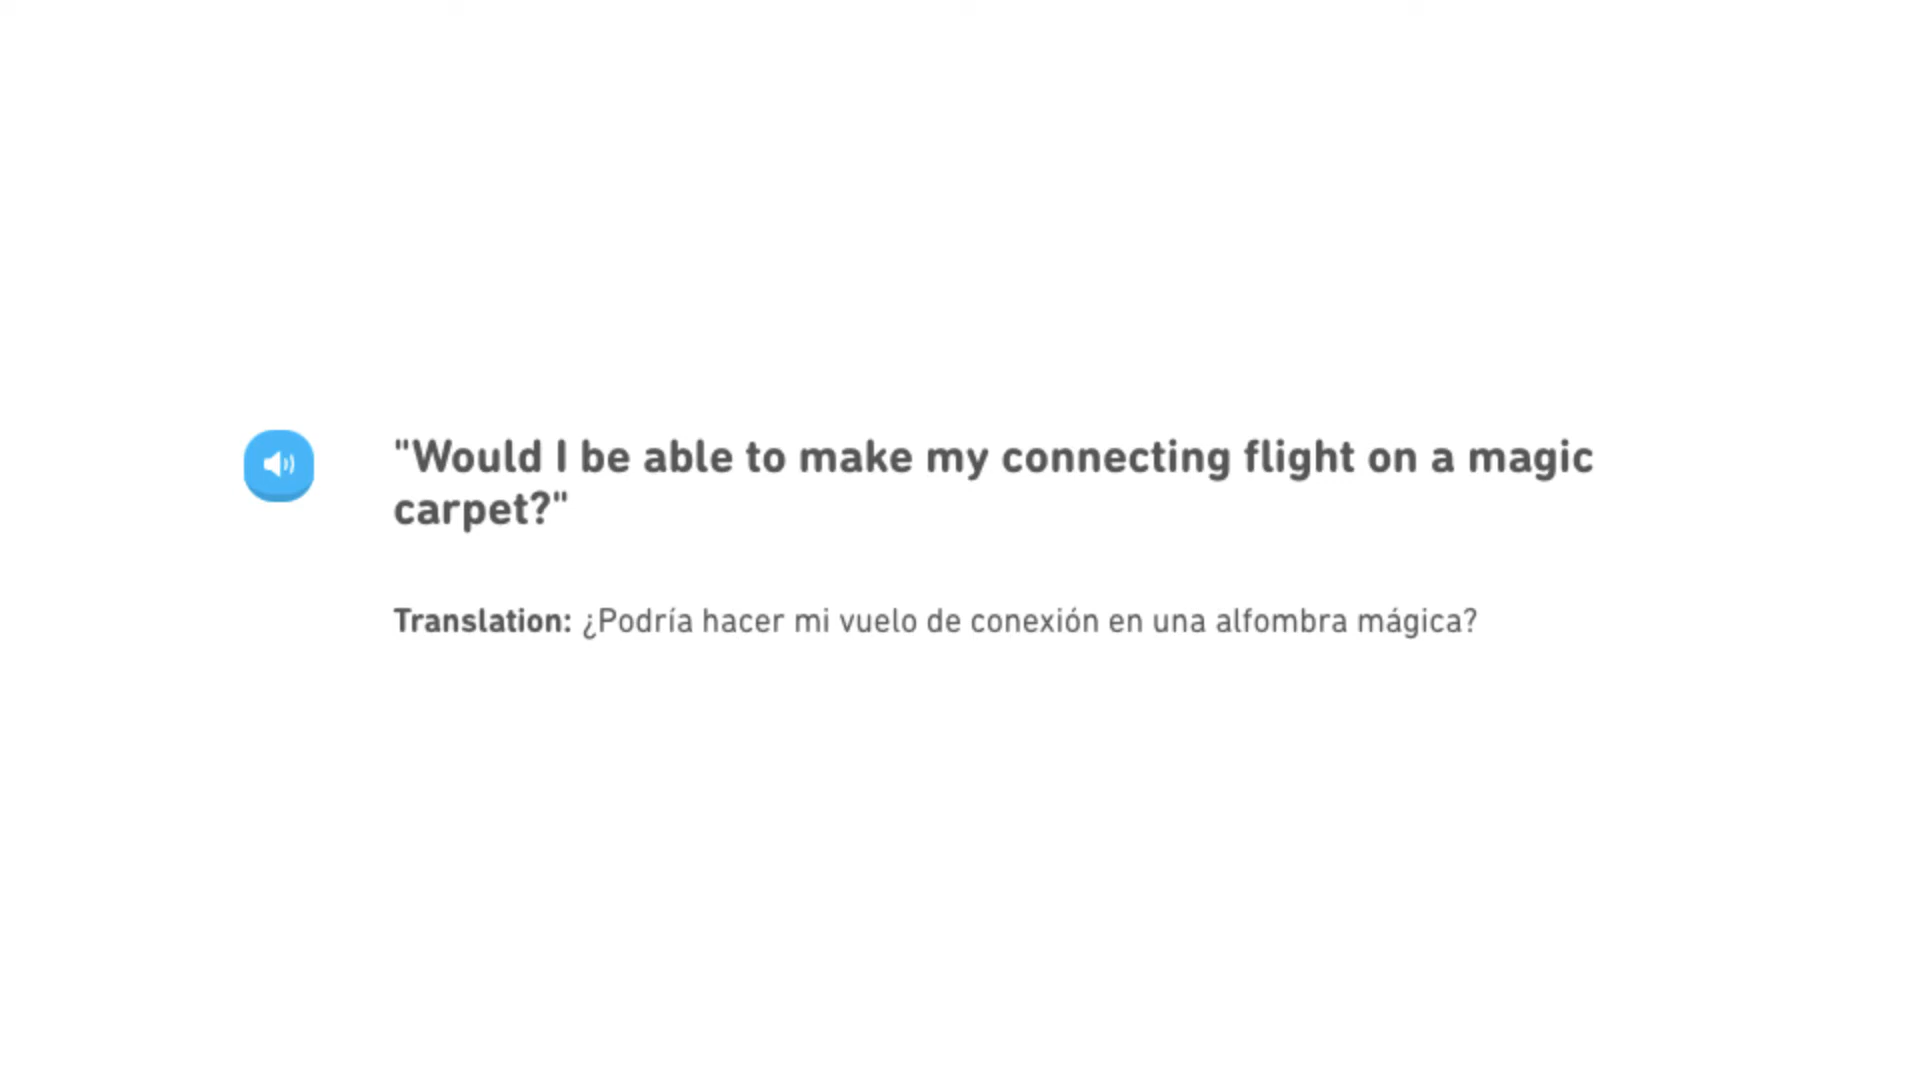 "Would I be able to make my connecting flight on a magic
carpet?"
Translation: ¿Podría hacer mi vuelo de conexión en una alfombra mágica?